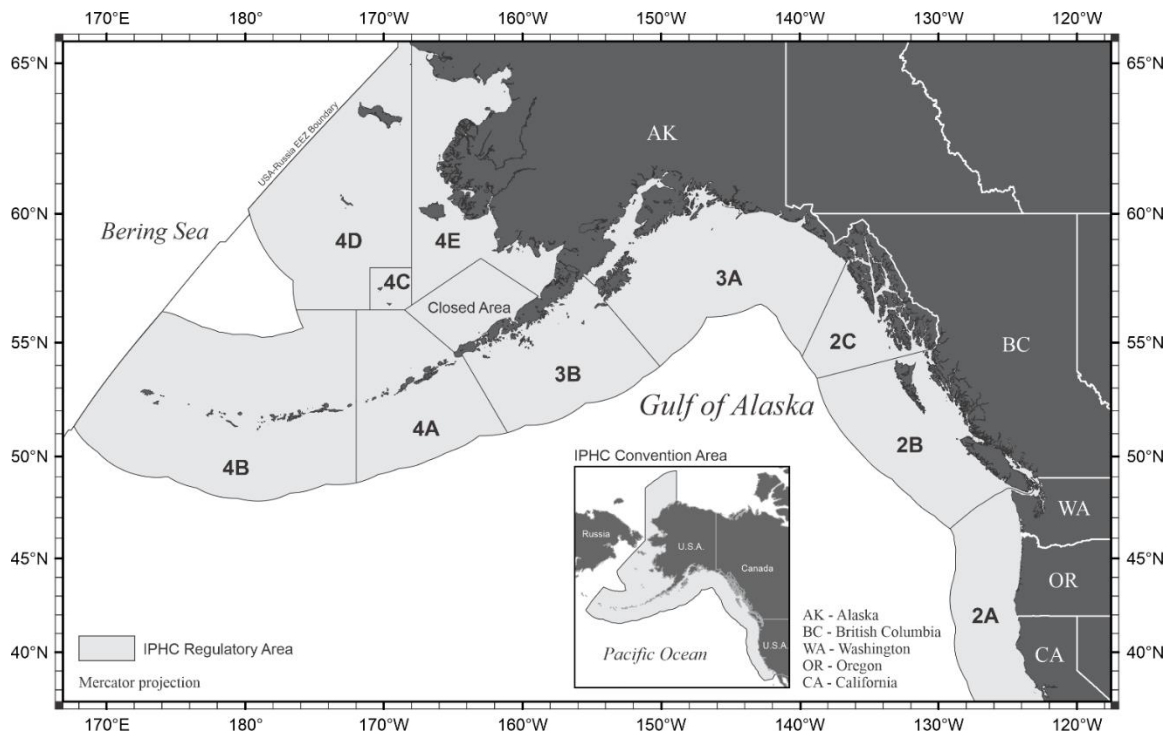 170°E 180° 170°W 160°W 150°W 140°W 130°W 120°W
65°N 65°N
USA-Russia EEZ Boundary
AK
60°N 60°N
Bering Sea
4D 4E
4C
3A
Closed Area
55°N 55°N
2C
BC
3B
Gulf of Alaska
4A
2B
50°N 50°N
4B
IPHC Convention Area
WA
Russia
U.S.A.
Canada
45°N 45°N
OR
AK - Alaska
2A
BC - British Columbia
U.S.A.
IPHC Regulatory Area
WA - Washington
Pacific Ocean
CA
40°N 40°N
OR - Oregon
Mercator projection
CA - California
170°E 180° 170°W 160°W 150°W 140°W 130°W 120°W